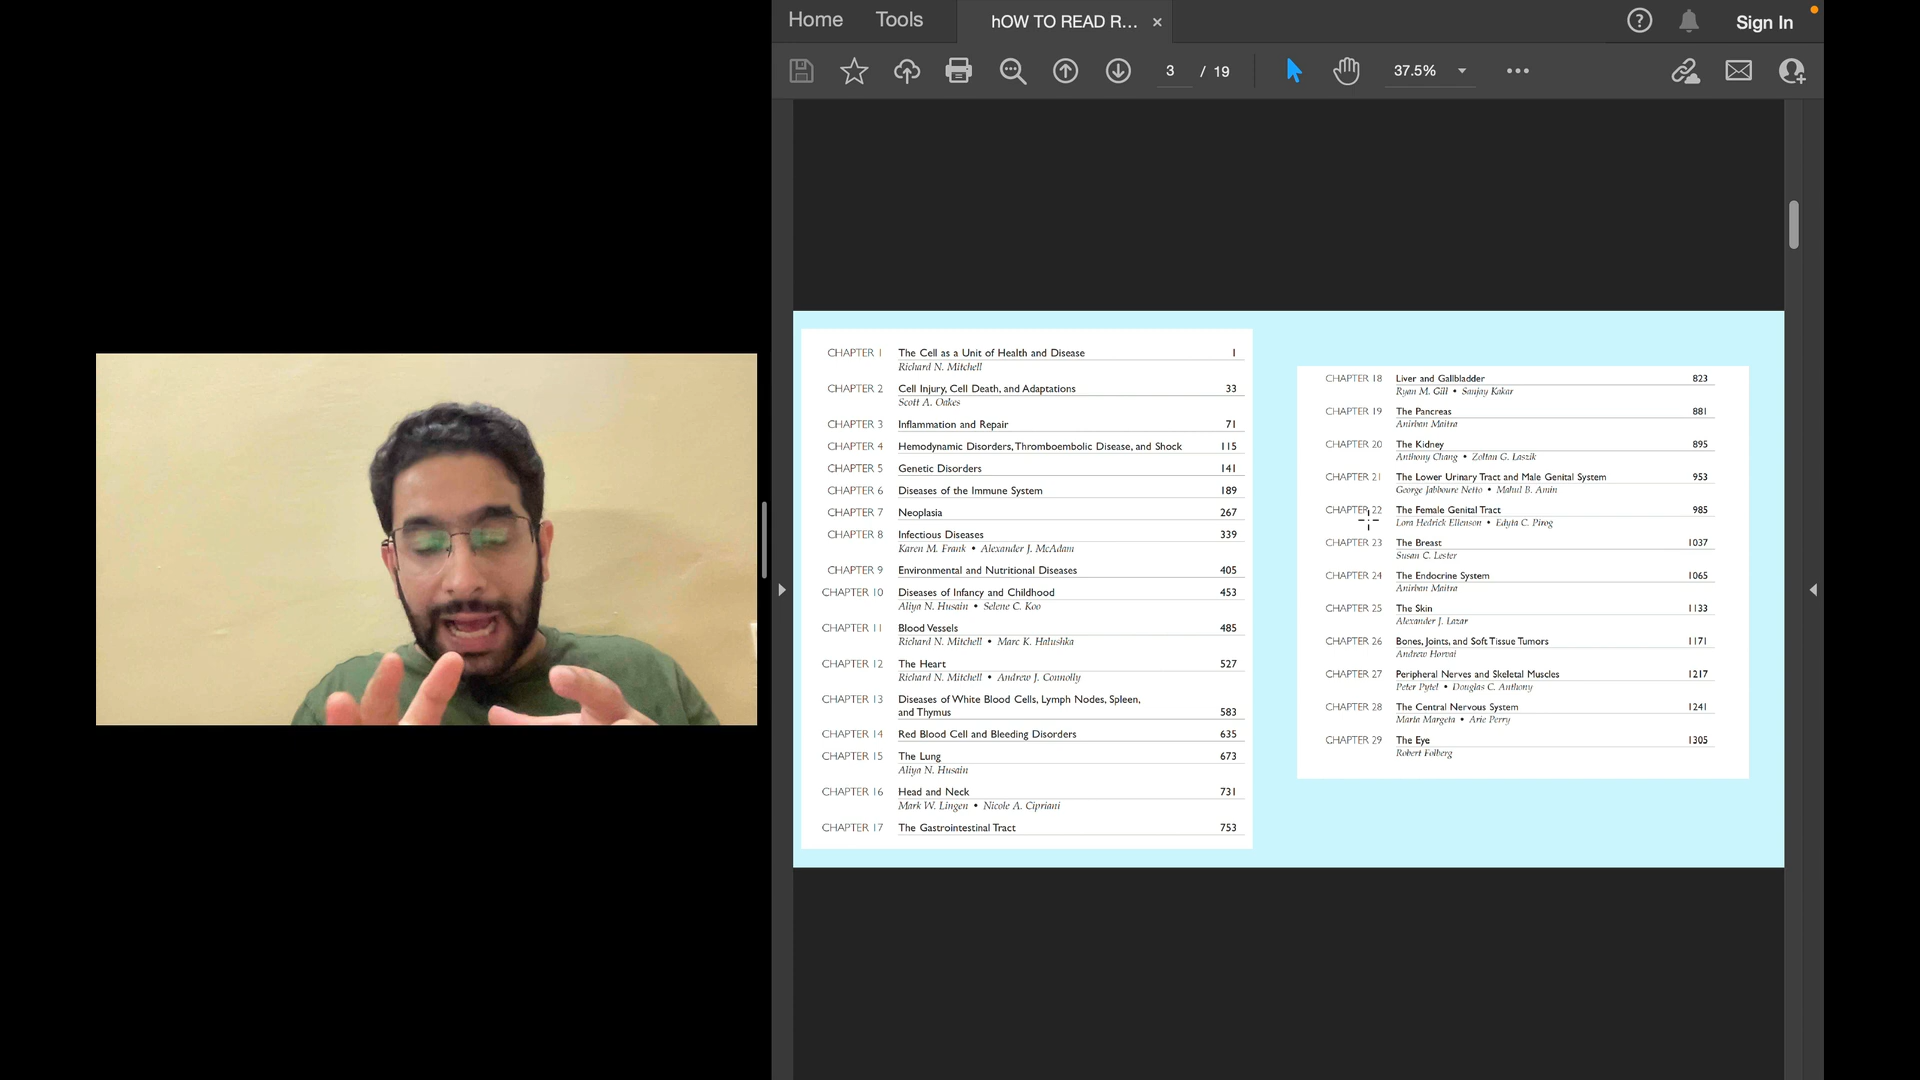 Home Tools hOW TO READ R... × ? Sign In
3 / 19 37.5%
CHAPTER 1 The Cell as a Unit of Health and Disease 1
Richard N. Mitchell
CHAPTER 2 Cell Injury, Cell Death, and Adaptations 33
Scott A. Oakes
CHAPTER 3 Inflammation and Repair 71
CHAPTER 4 Hemodynamic Disorders, Thromboembolic Disease, and Shock 115
CHAPTER 5 Genetic Disorders 141
CHAPTER 6 Diseases of the Immune System 189
CHAPTER 7 Neoplasia 267
CHAPTER 8 Infectious Diseases 339
Karen M. Frank • Alexander J. McAdam
CHAPTER 9 Environmental and Nutritional Diseases 405
CHAPTER 10 Diseases of Infancy and Childhood 453
Aliya N. Husain • Selene C. Koo
CHAPTER 11 Blood Vessels 485
Richard N. Mitchell • Marc K. Halushka
CHAPTER 12 The Heart 527
Richard N. Mitchell • Andrew J. Connolly
CHAPTER 13 Diseases of White Blood Cells, Lymph Nodes, Spleen,
and Thymus 583
CHAPTER 14 Red Blood Cell and Bleeding Disorders 635
CHAPTER 15 The Lung 673
Aliya N. Husain
CHAPTER 16 Head and Neck 731
Mark W. Lingen • Nicole A. Cipriani
CHAPTER 17 The Gastrointestinal Tract 753
CHAPTER 18 Liver and Gallbladder 823
Ryan M. Gill • Sanjay Kakar
CHAPTER 19 The Pancreas 881
Anirban Maitra
CHAPTER 20 The Kidney 895
Anthony Chang • Zoltan G. Laszik
CHAPTER 21 The Lower Urinary Tract and Male Genital System 953
George Jabboure Netto • Mahul B. Amin
CHAPTER 22 The Female Genital Tract 985
Lora Hedrick Ellenson • Edyta C. Pirog
CHAPTER 23 The Breast 1037
Susan C. Lester
CHAPTER 24 The Endocrine System 1065
Anirban Maitra
CHAPTER 25 The Skin 1133
Alexander J. Lazar
CHAPTER 26 Bones, Joints, and Soft Tissue Tumors 1171
Andrew Horvai
CHAPTER 27 Peripheral Nerves and Skeletal Muscles 1217
Peter Pytel • Douglas C. Anthony
CHAPTER 28 The Central Nervous System 1241
Marta Margeta • Arie Perry
CHAPTER 29 The Eye 1305
Robert Folberg